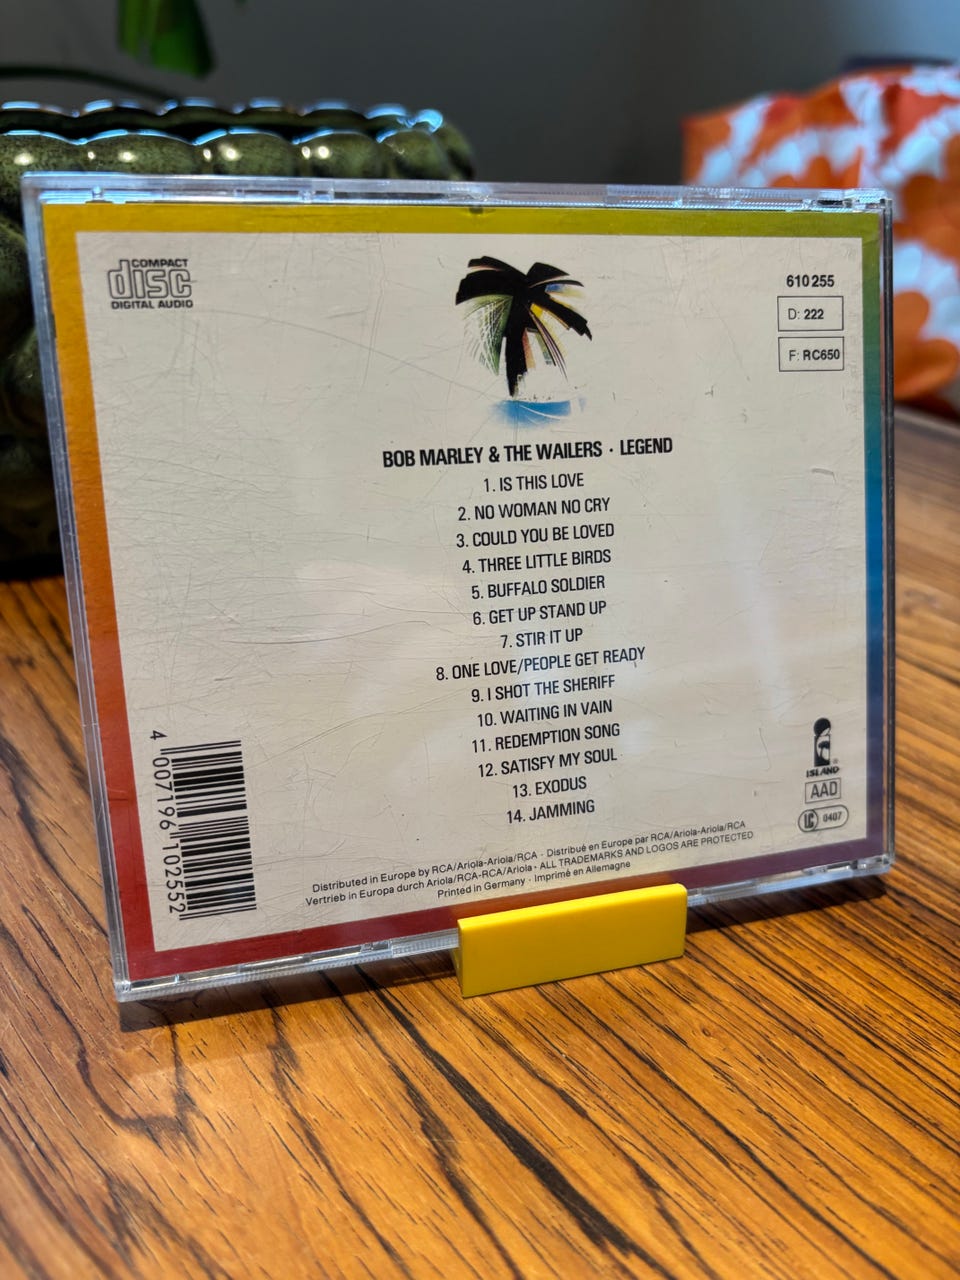 COMPACT
disc
DIGITAL AUDIO
610 255
D: 222
F: RC650
BOB MARLEY & THE WAILERS · LEGEND
1. IS THIS LOVE
2. NO WOMAN NO CRY
3. COULD YOU BE LOVED
4. THREE LITTLE BIRDS
5. BUFFALO SOLDIER
6. GET UP STAND UP
7. STIR IT UP
8. ONE LOVE/PEOPLE GET READY
9. I SHOT THE SHERIFF
10. WAITING IN VAIN
11. REDEMPTION SONG
12. SATISFY MY SOUL
13. EXODUS
14. JAMMING
Distributed in Europe by RCA/Ariola-Ariola/RCA · Distribué en Europe par RCA/Ariola-Ariola/RCA
Vertrieb in Europa durch Ariola/RCA-RCA/Ariola · ALL TRADEMARKS AND LOGOS ARE PROTECTED
Printed in Germany · Imprimé en Allemagne
4 007196 102552
ISLAND
AAD
LC 0407